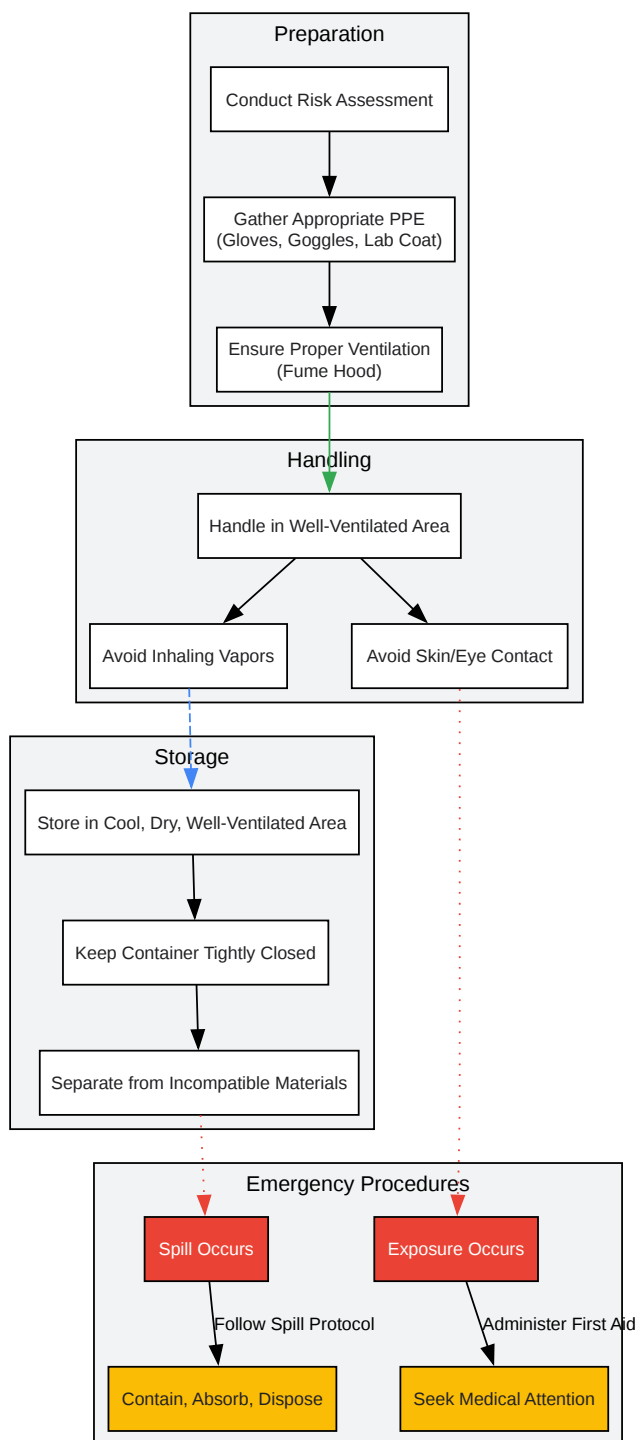 Preparation
Conduct Risk Assessment
Gather Appropriate PPE
(Gloves, Goggles, Lab Coat)
Ensure Proper Ventilation
(Fume Hood)
Handling
Handle in Well-Ventilated Area
Avoid Inhaling Vapors
Avoid Skin/Eye Contact
Storage
Store in Cool, Dry, Well-Ventilated Area
Keep Container Tightly Closed
Separate from Incompatible Materials
Emergency Procedures
Spill Occurs
Exposure Occurs
Follow Spill Protocol
Administer First Aid
Contain, Absorb, Dispose
Seek Medical Attention